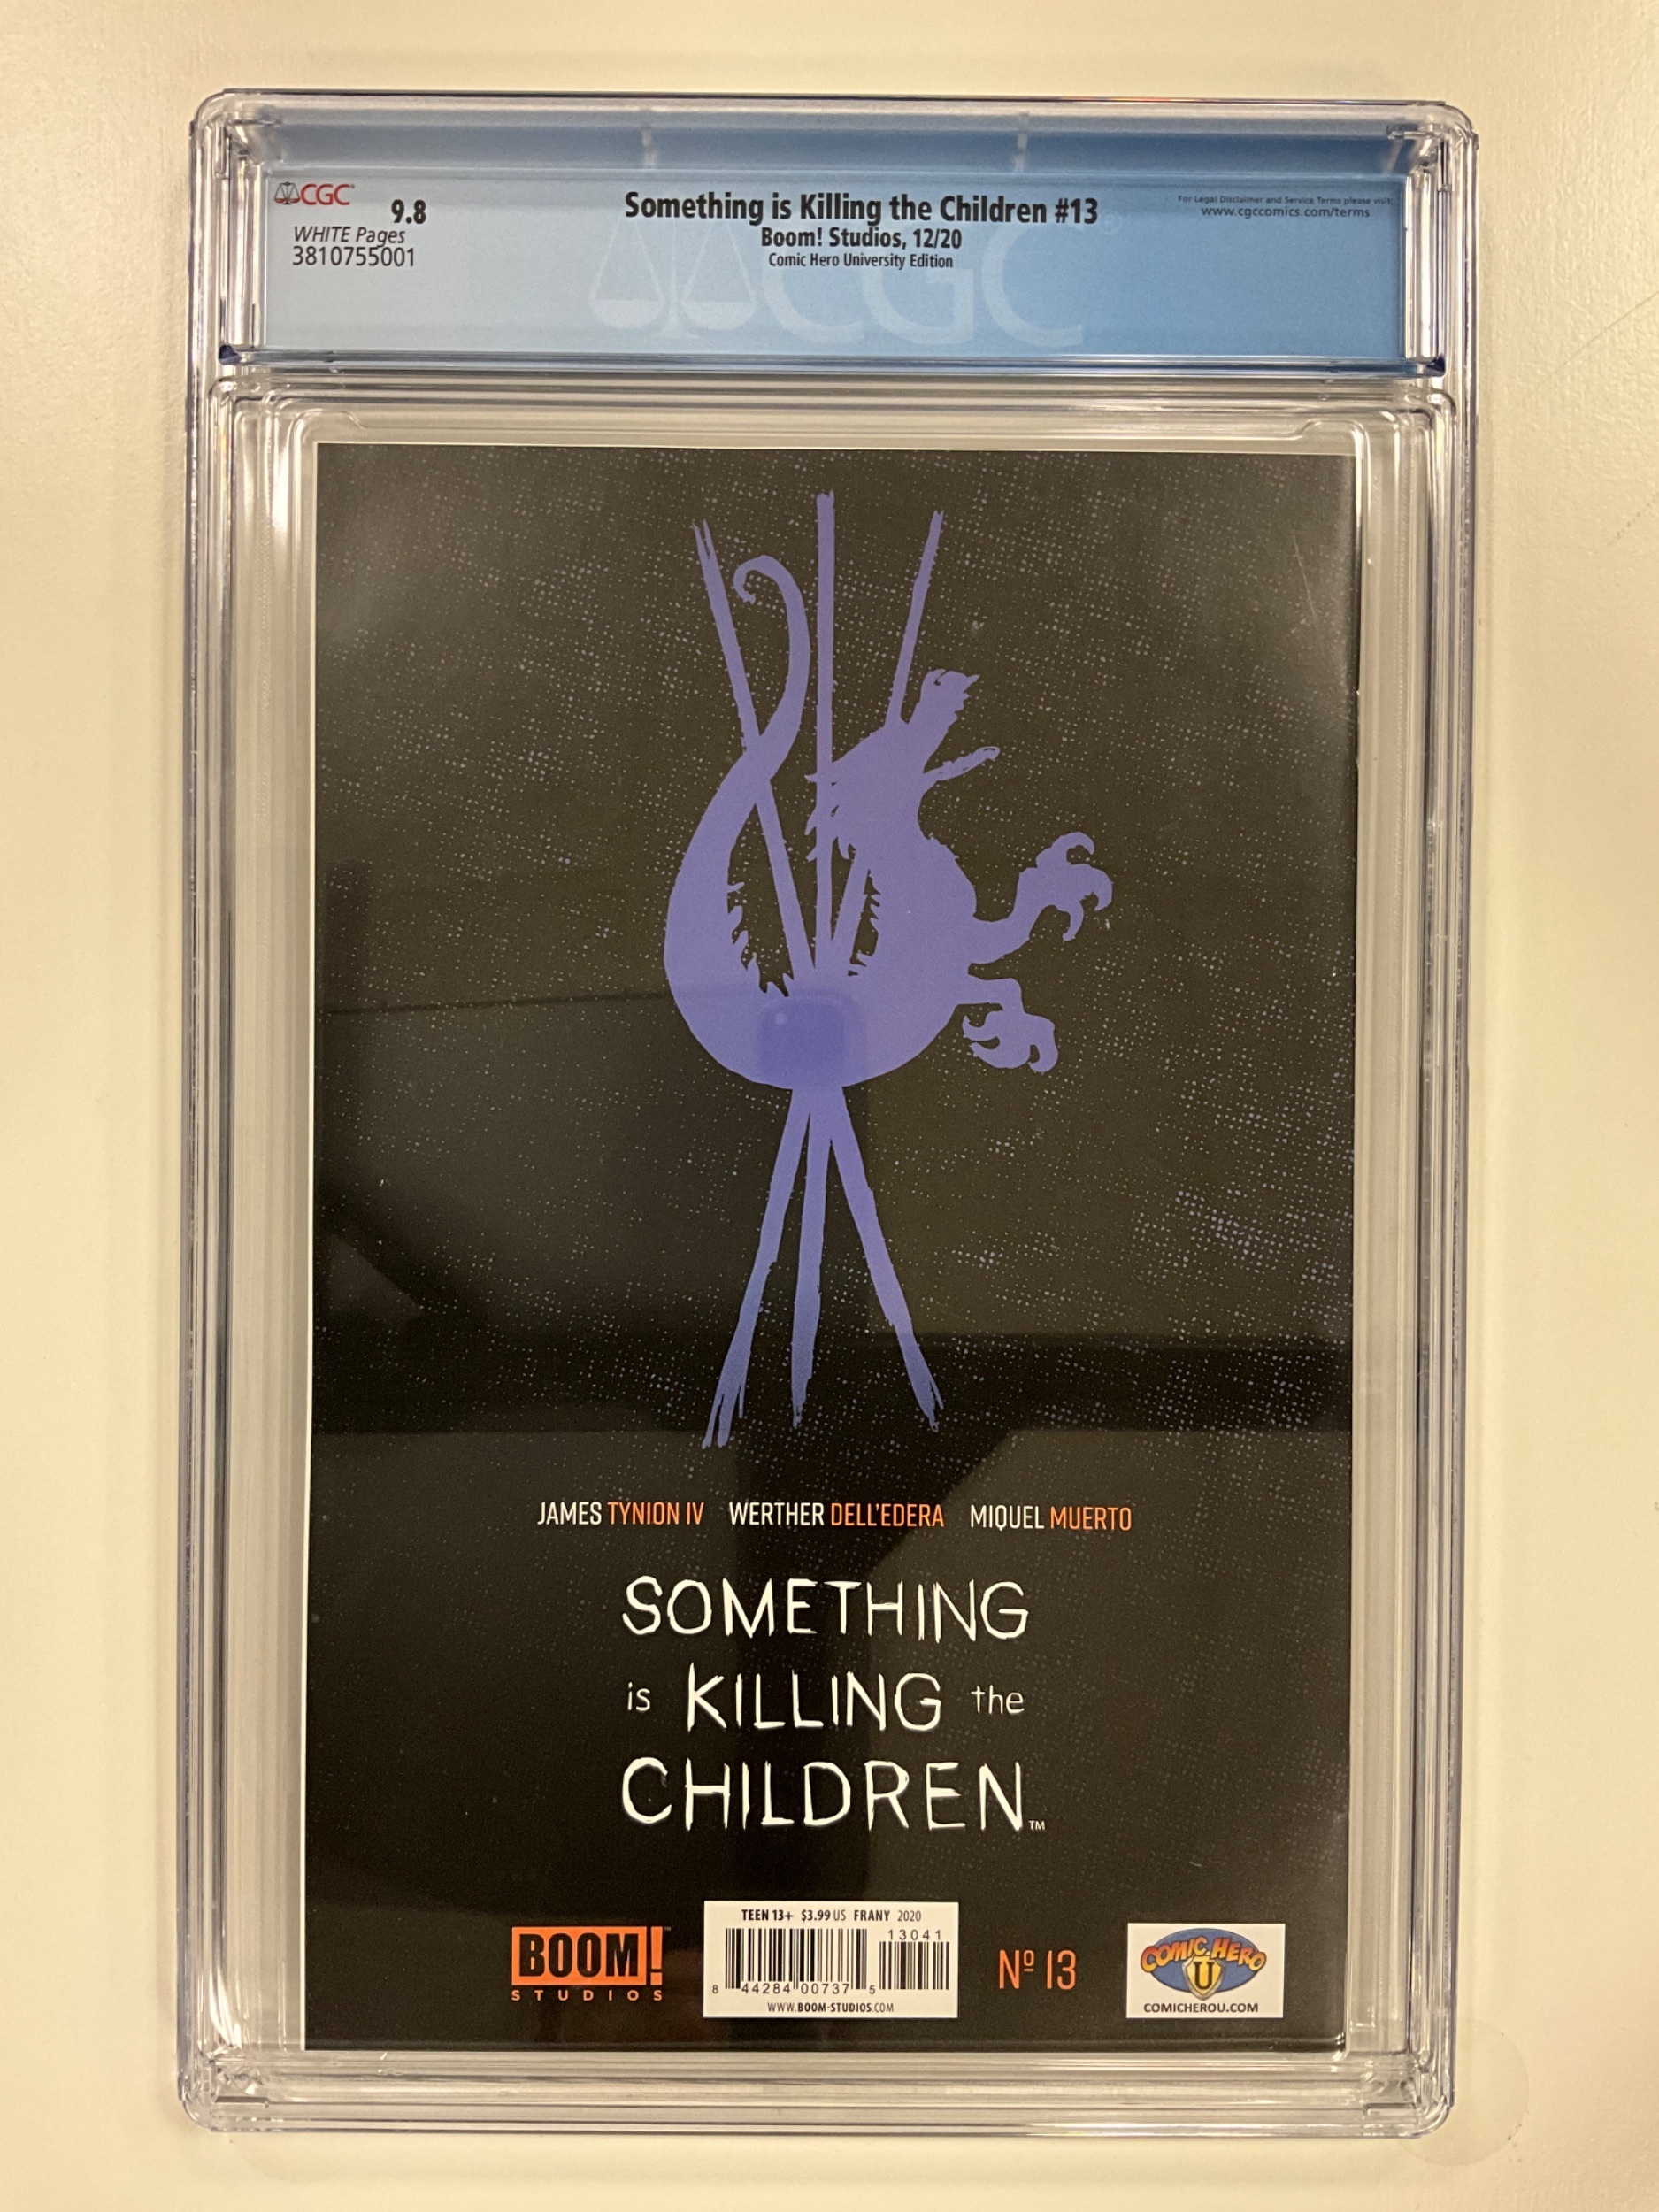 CGC
9.8
WHITE Pages
3810755001
Something is Killing the Children #13
Boom! Studios, 12/20
Comic Hero University Edition
For Legal Disclaimer and Service Terms please visit:
www.cgccomics.com/terms
CGC
JAMES TYNION IV WERTHER DELL'EDERA MIQUEL MUERTO
SOMETHING
is KILLING the
CHILDREN™
BOOM!™
STUDIOS
TEEN 13+ $3.99 US FRANY 2020
13041
8 44284 00737 5
WWW.BOOM-STUDIOS.COM
Nº 13
COMIC HERO
U
COMICHEROU.COM